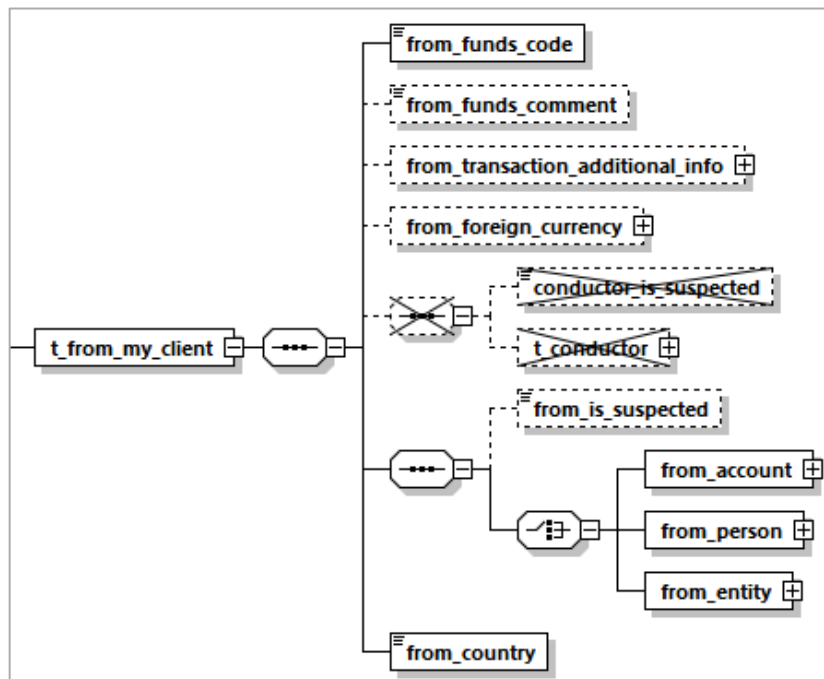 from_funds_code
from_funds_comment
from_transaction_additional_info
from_foreign_currency
conductor_is_suspected
t_from_my_client
t_conductor
from_is_suspected
from_account
from_person
from_entity
from_country